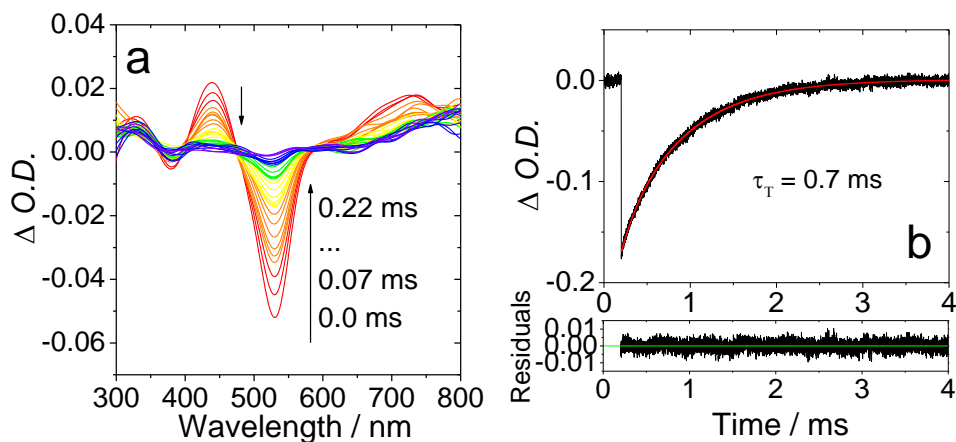 a
0.04
0.02
0.00
-0.02
-0.04
-0.06
Δ O.D.
0.22 ms
...
0.07 ms
0.0 ms
300 400 500 600 700 800
Wavelength / nm
0.0
-0.1
-0.2
Δ O.D.
τT = 0.7 ms
b
0 1 2 3 4
Residuals
0.01
0.00
-0.01
0 1 2 3 4
Time / ms